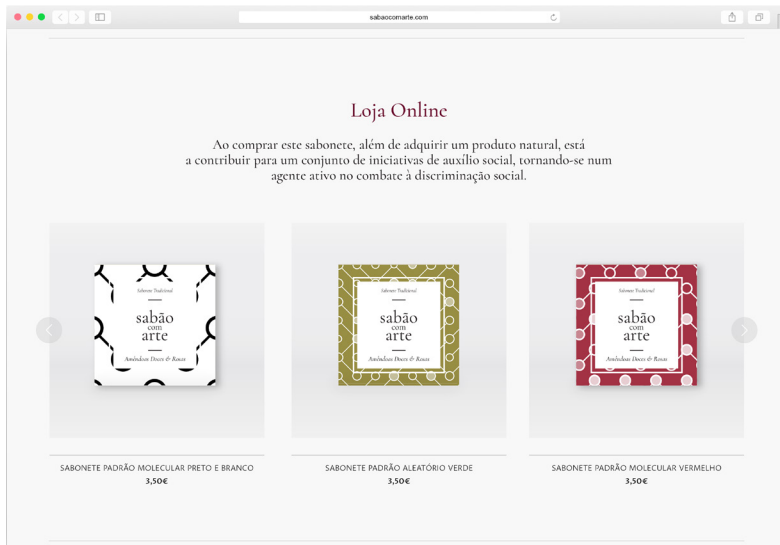 sabaocomarte.com
Loja Online
Ao comprar este sabonete, além de adquirir um produto natural, está
a contribuir para um conjunto de iniciativas de auxílio social, tornando-se num
agente ativo no combate à discriminação social.
Sabonete Tradicional
sabão
com
arte
Amêndoas Doces & Rosas
Sabonete Tradicional
sabão
com
arte
Amêndoas Doces & Rosas
Sabonete Tradicional
sabão
com
arte
Amêndoas Doces & Rosas
SABONETE PADRÃO MOLECULAR PRETO E BRANCO
3,50€
SABONETE PADRÃO ALEATÓRIO VERDE
3,50€
SABONETE PADRÃO MOLECULAR VERMELHO
3,50€